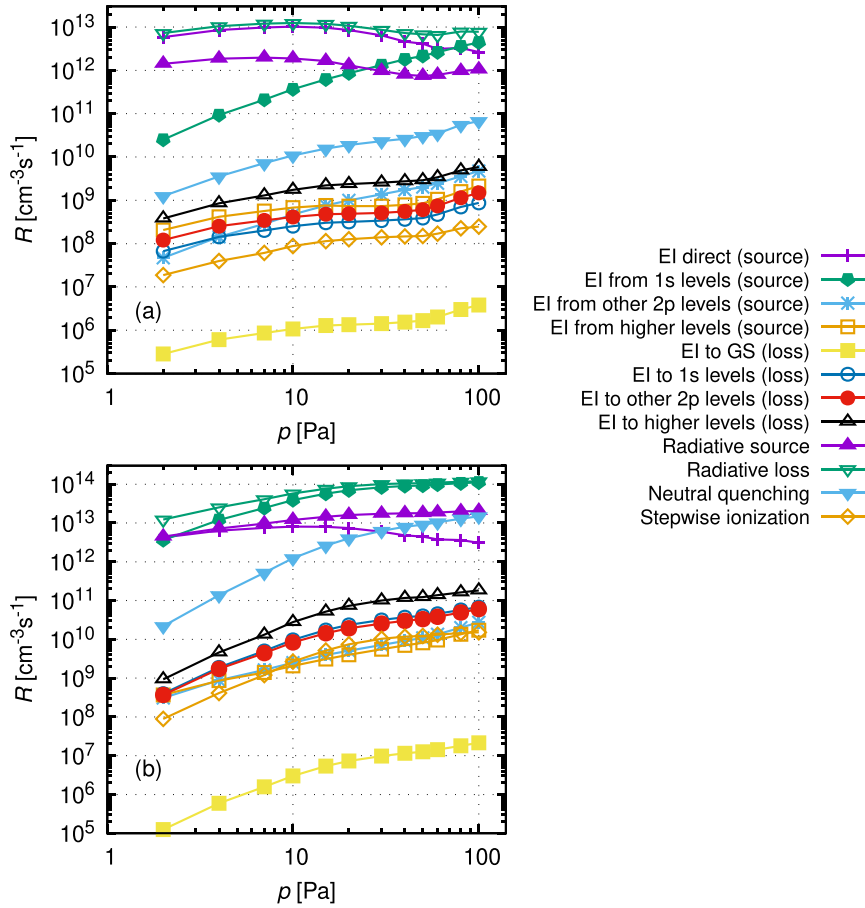 10^13
10^12
10^11
10^10
10^9
10^8
10^7
10^6
10^5
R [cm^-3s^-1]
(a)
1 10 100
p [Pa]
EI direct (source)
EI from 1s levels (source)
EI from other 2p levels (source)
EI from higher levels (source)
EI to GS (loss)
EI to 1s levels (loss)
EI to other 2p levels (loss)
EI to higher levels (loss)
Radiative source
Radiative loss
Neutral quenching
Stepwise ionization
10^14
10^13
10^12
10^11
10^10
10^9
10^8
10^7
10^6
10^5
R [cm^-3s^-1]
(b)
1 10 100
p [Pa]